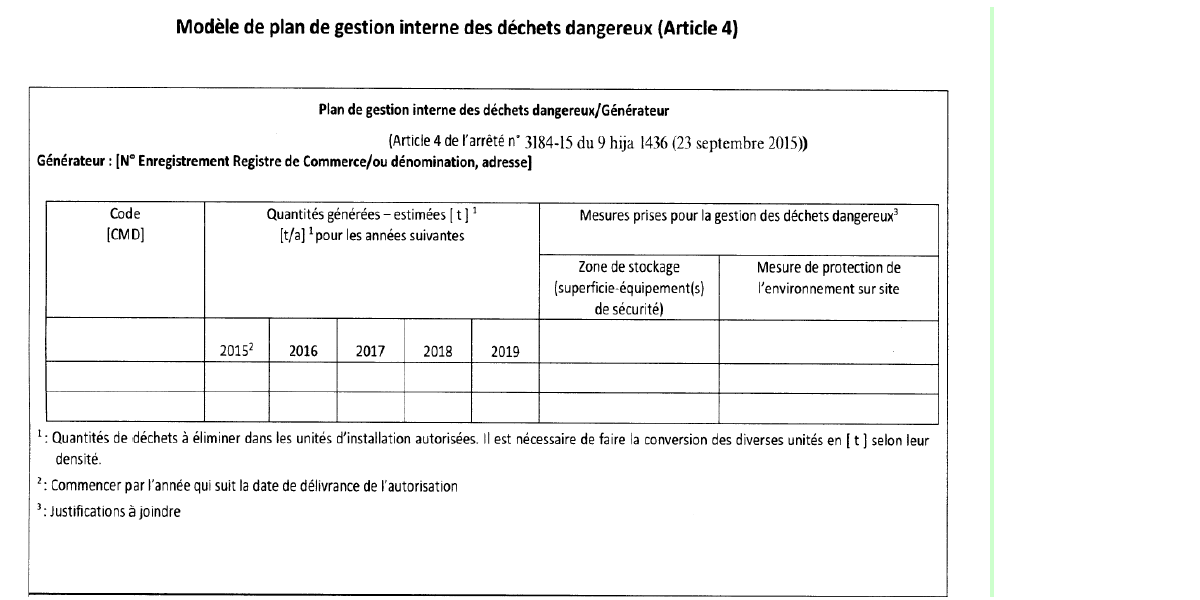 Modèle de plan de gestion interne des déchets dangereux (Article 4)
Plan de gestion interne des déchets dangereux/Générateur
(Article 4 de l'arrêté n° 3184-15 du 9 hija 1436 (23 septembre 2015))
Générateur : [N° Enregistrement Registre de Commerce/ou dénomination, adresse]
Code
[CMD]
Quantités générées – estimées [ t ] ¹
[t/a] ¹ pour les années suivantes
Mesures prises pour la gestion des déchets dangereux³
Zone de stockage
(superficie-équipement(s)
de sécurité)
Mesure de protection de
l'environnement sur site
2015² 2016 2017 2018 2019
¹ : Quantités de déchets à éliminer dans les unités d'installation autorisées. Il est nécessaire de faire la conversion des diverses unités en [ t ] selon leur
densité.
² : Commencer par l'année qui suit la date de délivrance de l'autorisation
³ : Justifications à joindre